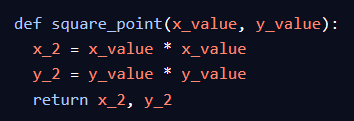 def square_point(x_value, y_value):
  x_2 = x_value * x_value
  y_2 = y_value * y_value
  return x_2, y_2